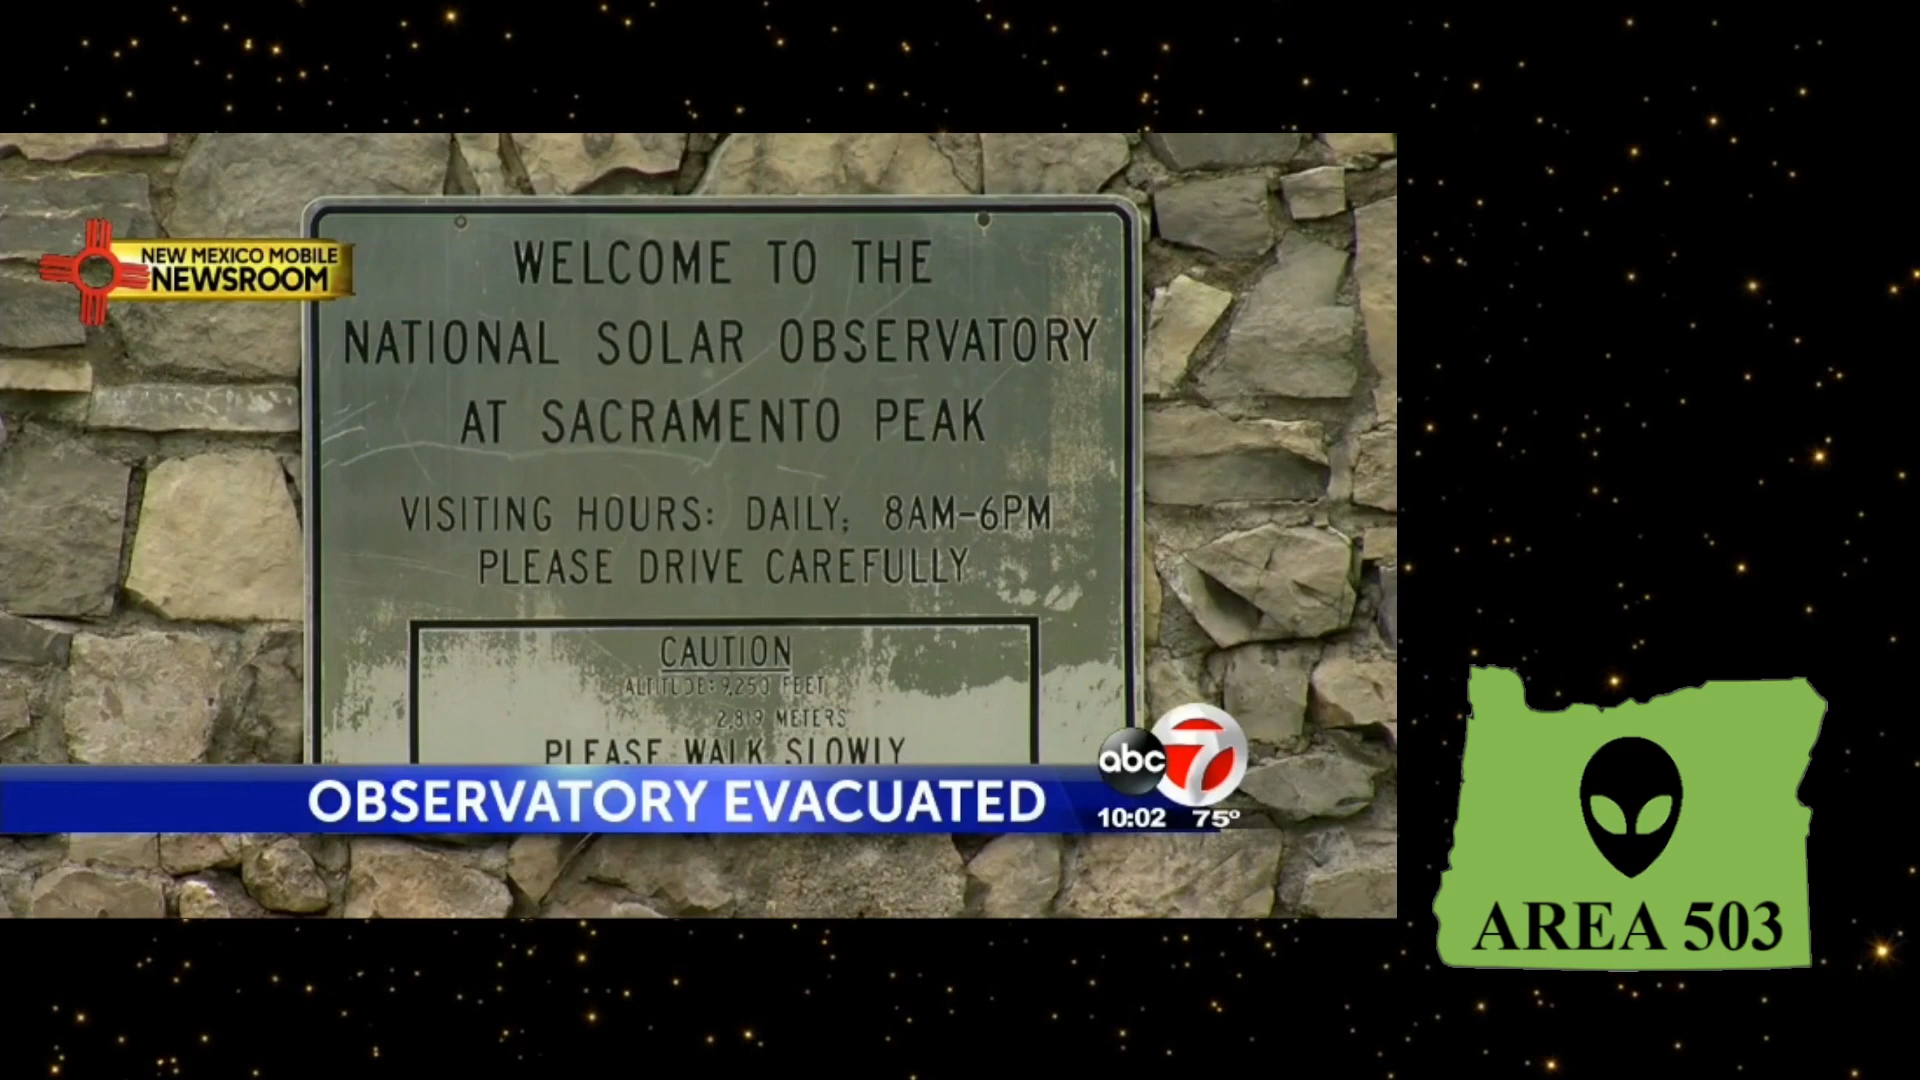 NEW MEXICO MOBILE
NEWSROOM
WELCOME TO THE
NATIONAL SOLAR OBSERVATORY
AT SACRAMENTO PEAK
VISITING HOURS: DAILY; 8AM-6PM
PLEASE DRIVE CAREFULLY
CAUTION
ALTITUDE: 9,250 FEET
2,819 METERS
PLEASE WALK SLOWLY
OBSERVATORY EVACUATED
abc 7
10:02 75°
AREA 503